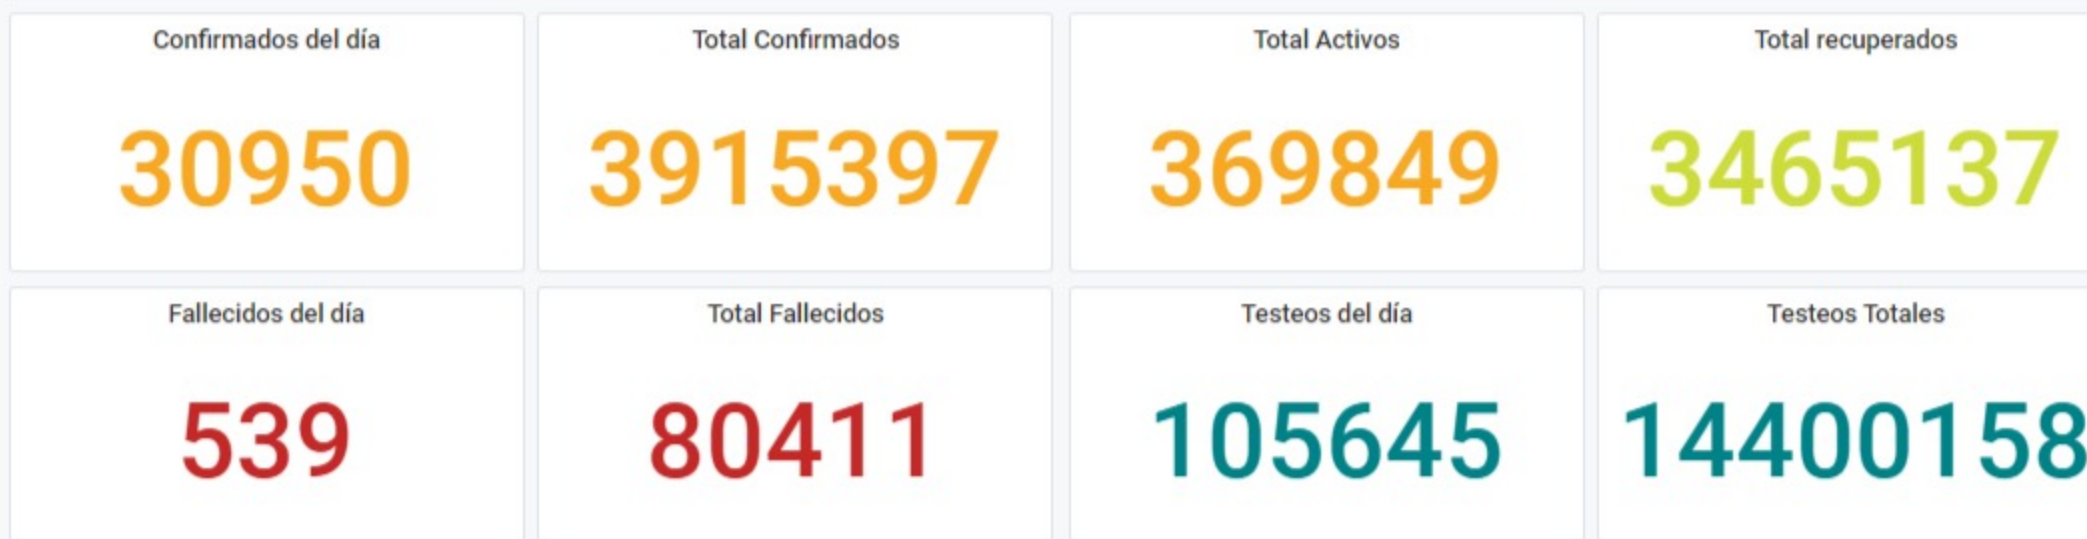 Confirmados del día
Total Confirmados
Total Activos
Total recuperados
30950
3915397
369849
3465137
Fallecidos del día
Total Fallecidos
Testeos del día
Testeos Totales
539
80411
105645
14400158